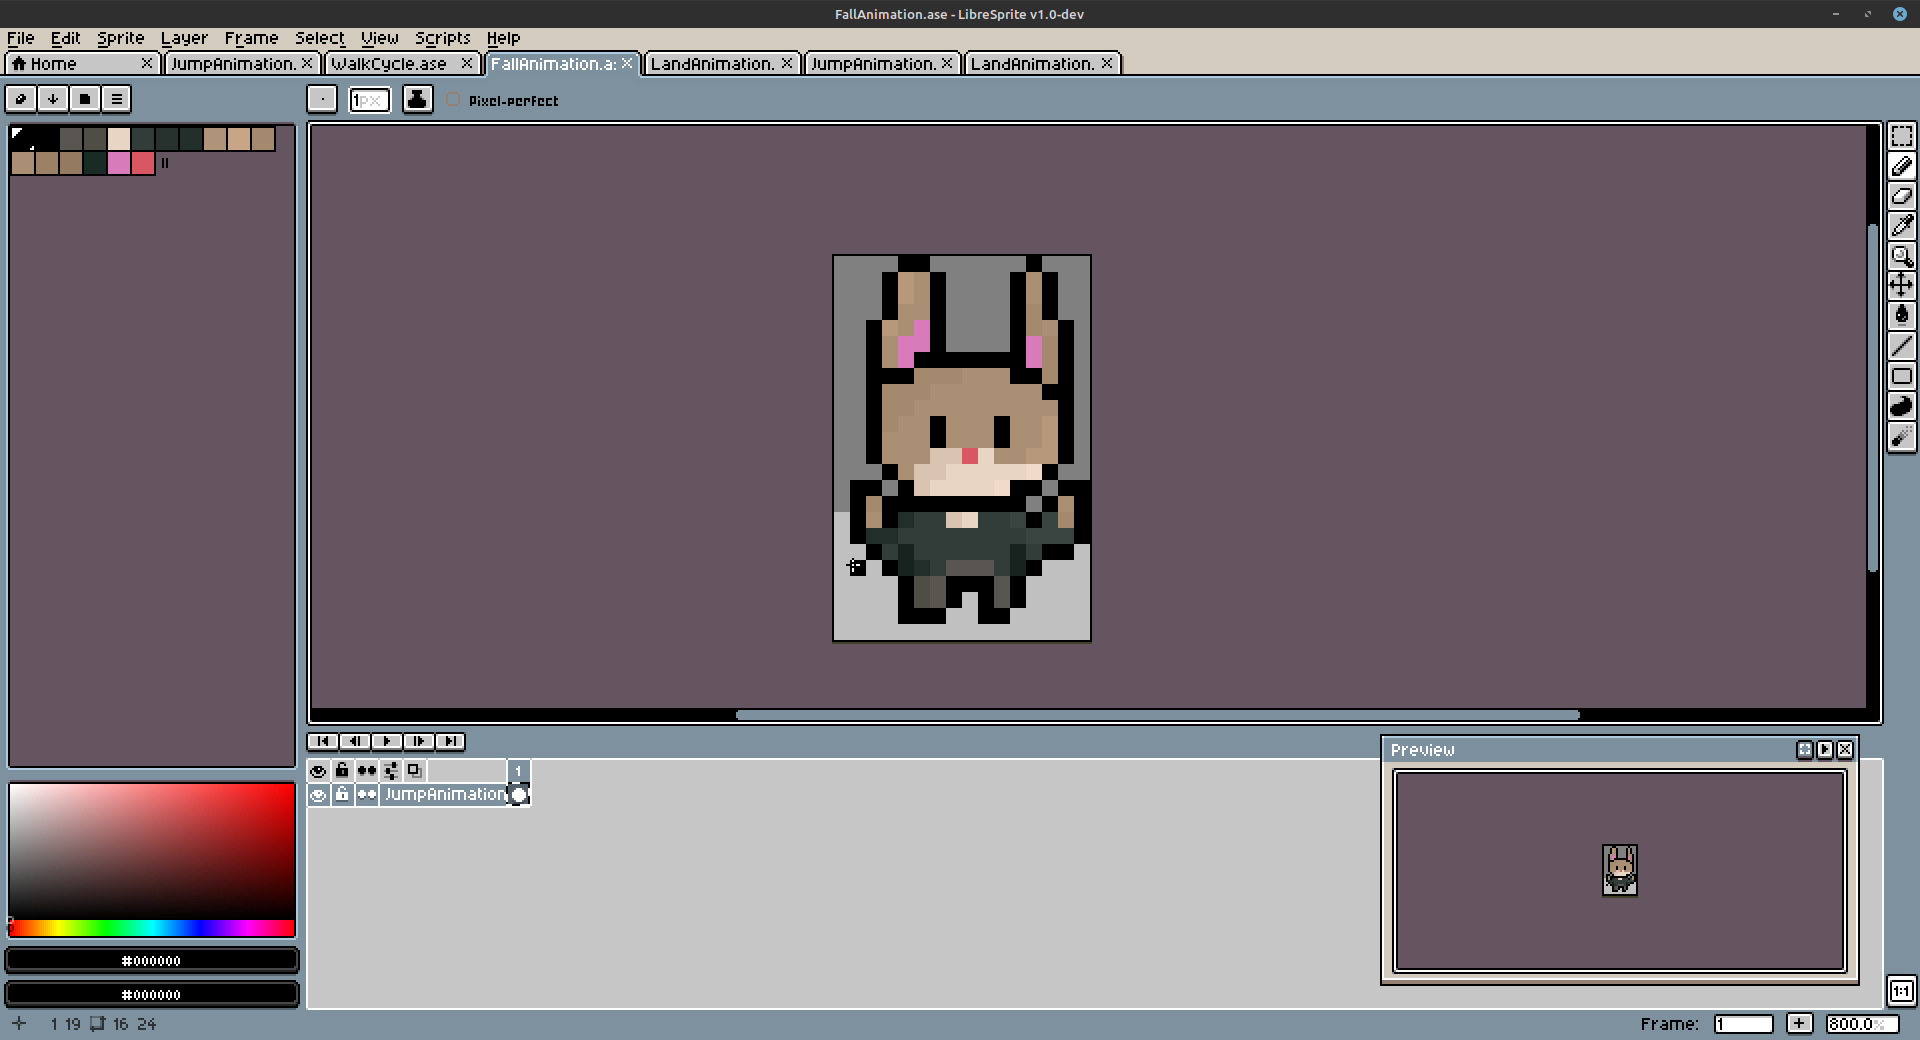 FallAnimation.ase - LibreSprite v1.0-dev
File Edit Sprite Layer Frame Select View Scripts Help
Home JumpAnimation. WalkCycle.ase FallAnimation.a: LandAnimation. JumpAnimation. LandAnimation.
1px Pixel-perfect
1
JumpAnimation
Preview
#000000
#000000
1:1
1 19 16 24 Frame: 1 + 800.0%